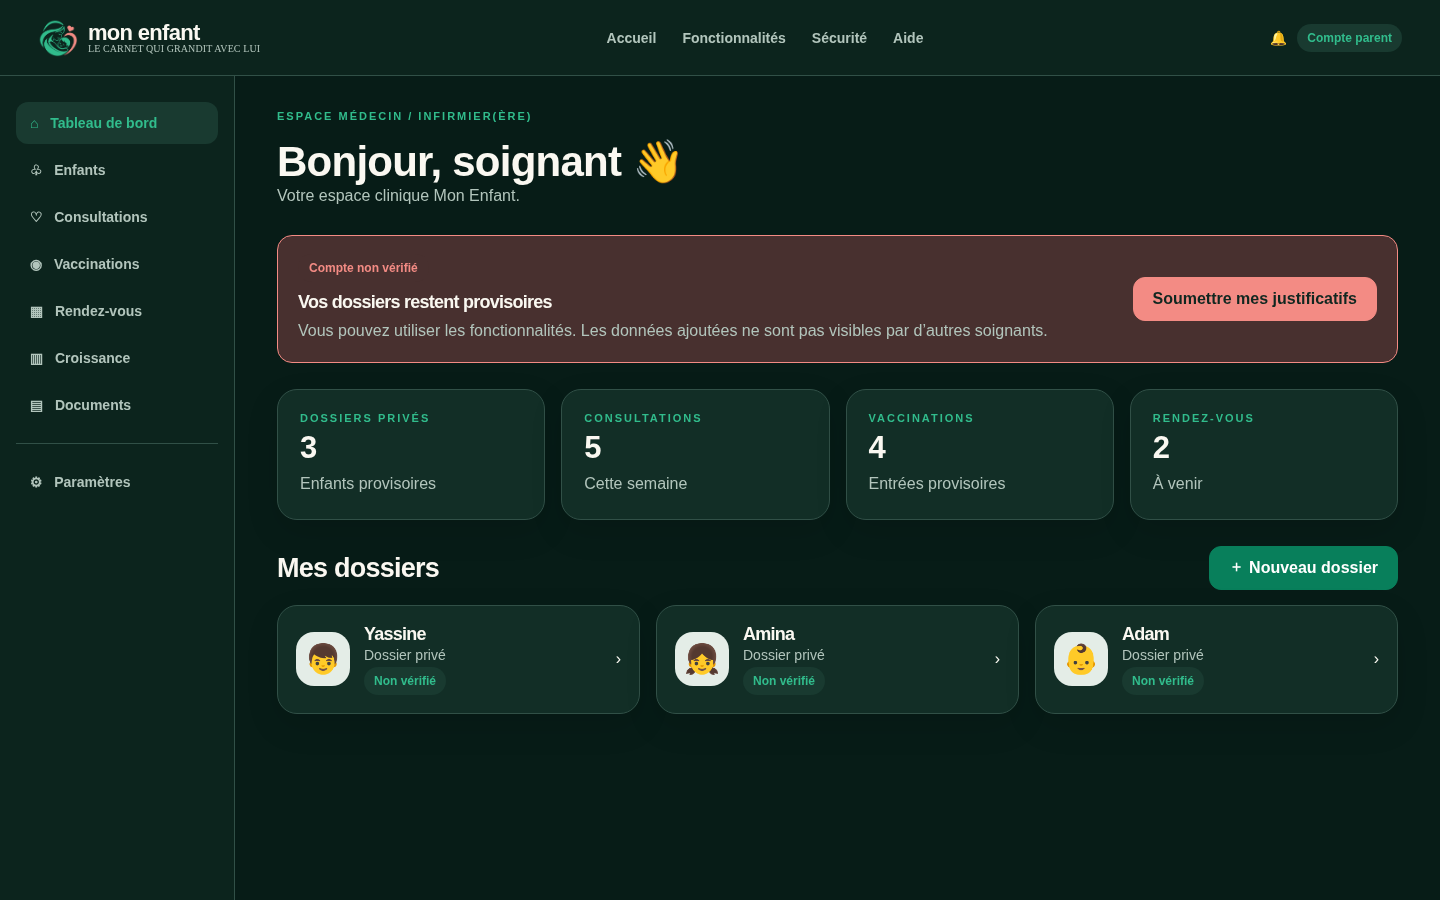 mon enfant
LE CARNET QUI GRANDIT AVEC LUI
Accueil
Fonctionnalités
Sécurité
Aide
Compte parent
Tableau de bord
Enfants
Consultations
Vaccinations
Rendez-vous
Croissance
Documents
Paramètres
ESPACE MÉDECIN / INFIRMIER(ÈRE)
Bonjour, soignant 👋
Votre espace clinique Mon Enfant.
Compte non vérifié
Vos dossiers restent provisoires
Vous pouvez utiliser les fonctionnalités. Les données ajoutées ne sont pas visibles par d’autres soignants.
Soumettre mes justificatifs
DOSSIERS PRIVÉS
3
Enfants provisoires
CONSULTATIONS
5
Cette semaine
VACCINATIONS
4
Entrées provisoires
RENDEZ-VOUS
2
À venir
Mes dossiers
+ Nouveau dossier
Yassine
Dossier privé
Non vérifié
›
Amina
Dossier privé
Non vérifié
›
Adam
Dossier privé
Non vérifié
›